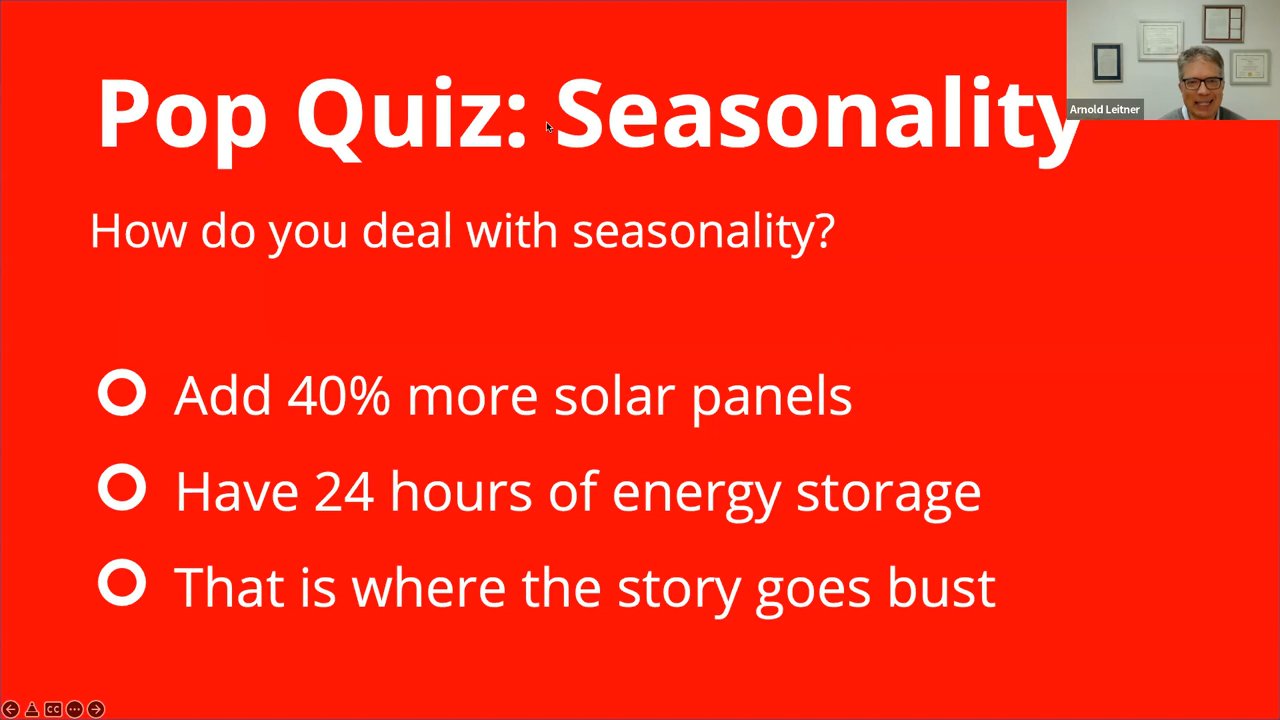 Pop Quiz: Seasonality
Arnold Leitner
How do you deal with seasonality?
Add 40% more solar panels
Have 24 hours of energy storage
That is where the story goes bust
CC